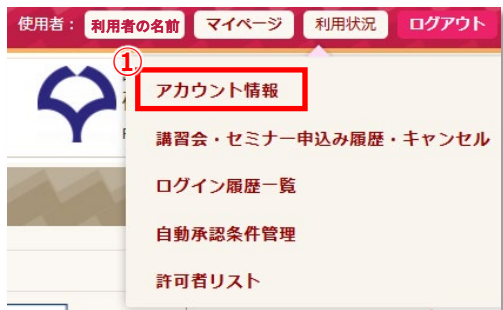 使用者： 利用者の名前 マイページ 利用状況 ログアウト
①
アカウント情報
講習会・セミナー申込み履歴・キャンセル
ログイン履歴一覧
自動承認条件管理
許可者リスト